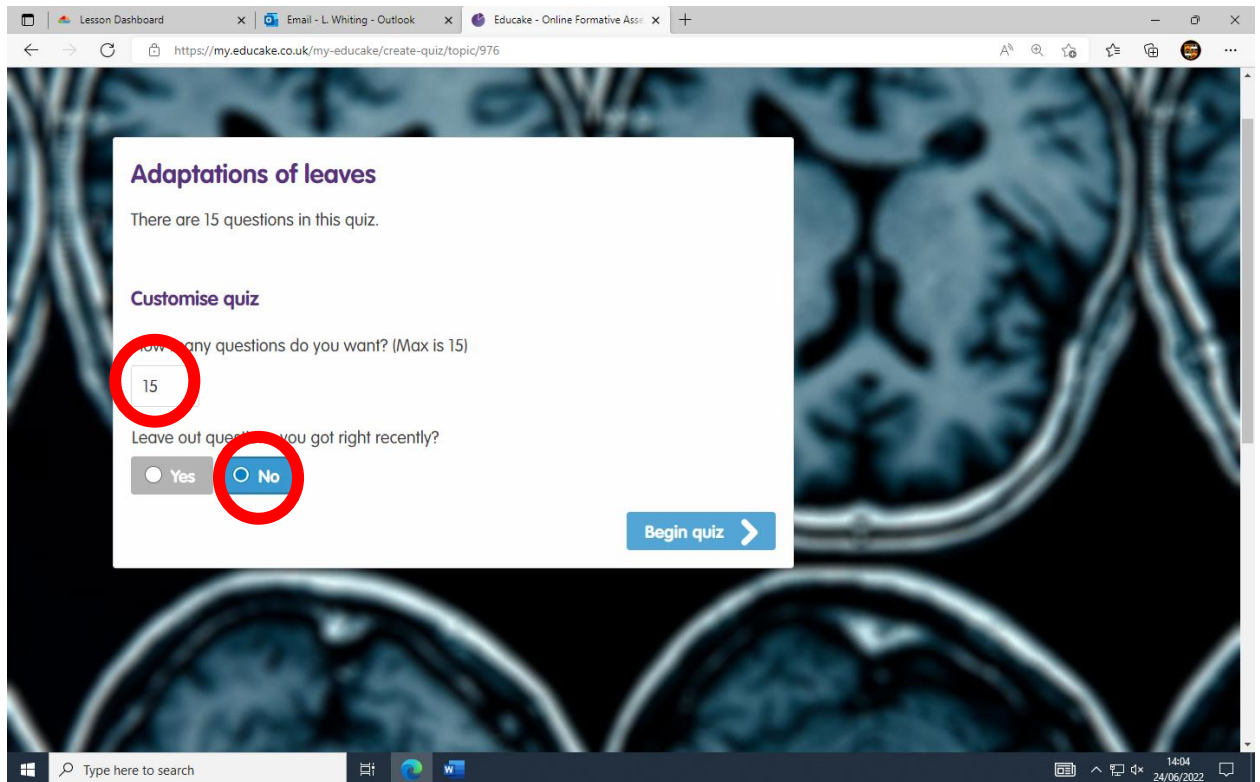 Lesson Dashboard
Email - L. Whiting - Outlook
Educake - Online Formative Asse
https://my.educake.co.uk/my-educake/create-quiz/topic/976
Adaptations of leaves
There are 15 questions in this quiz.
Customise quiz
any questions do you want? (Max is 15)
15
Leave out you got right recently?
Yes
No
Begin quiz
Type here to search
14:04
24/06/2022